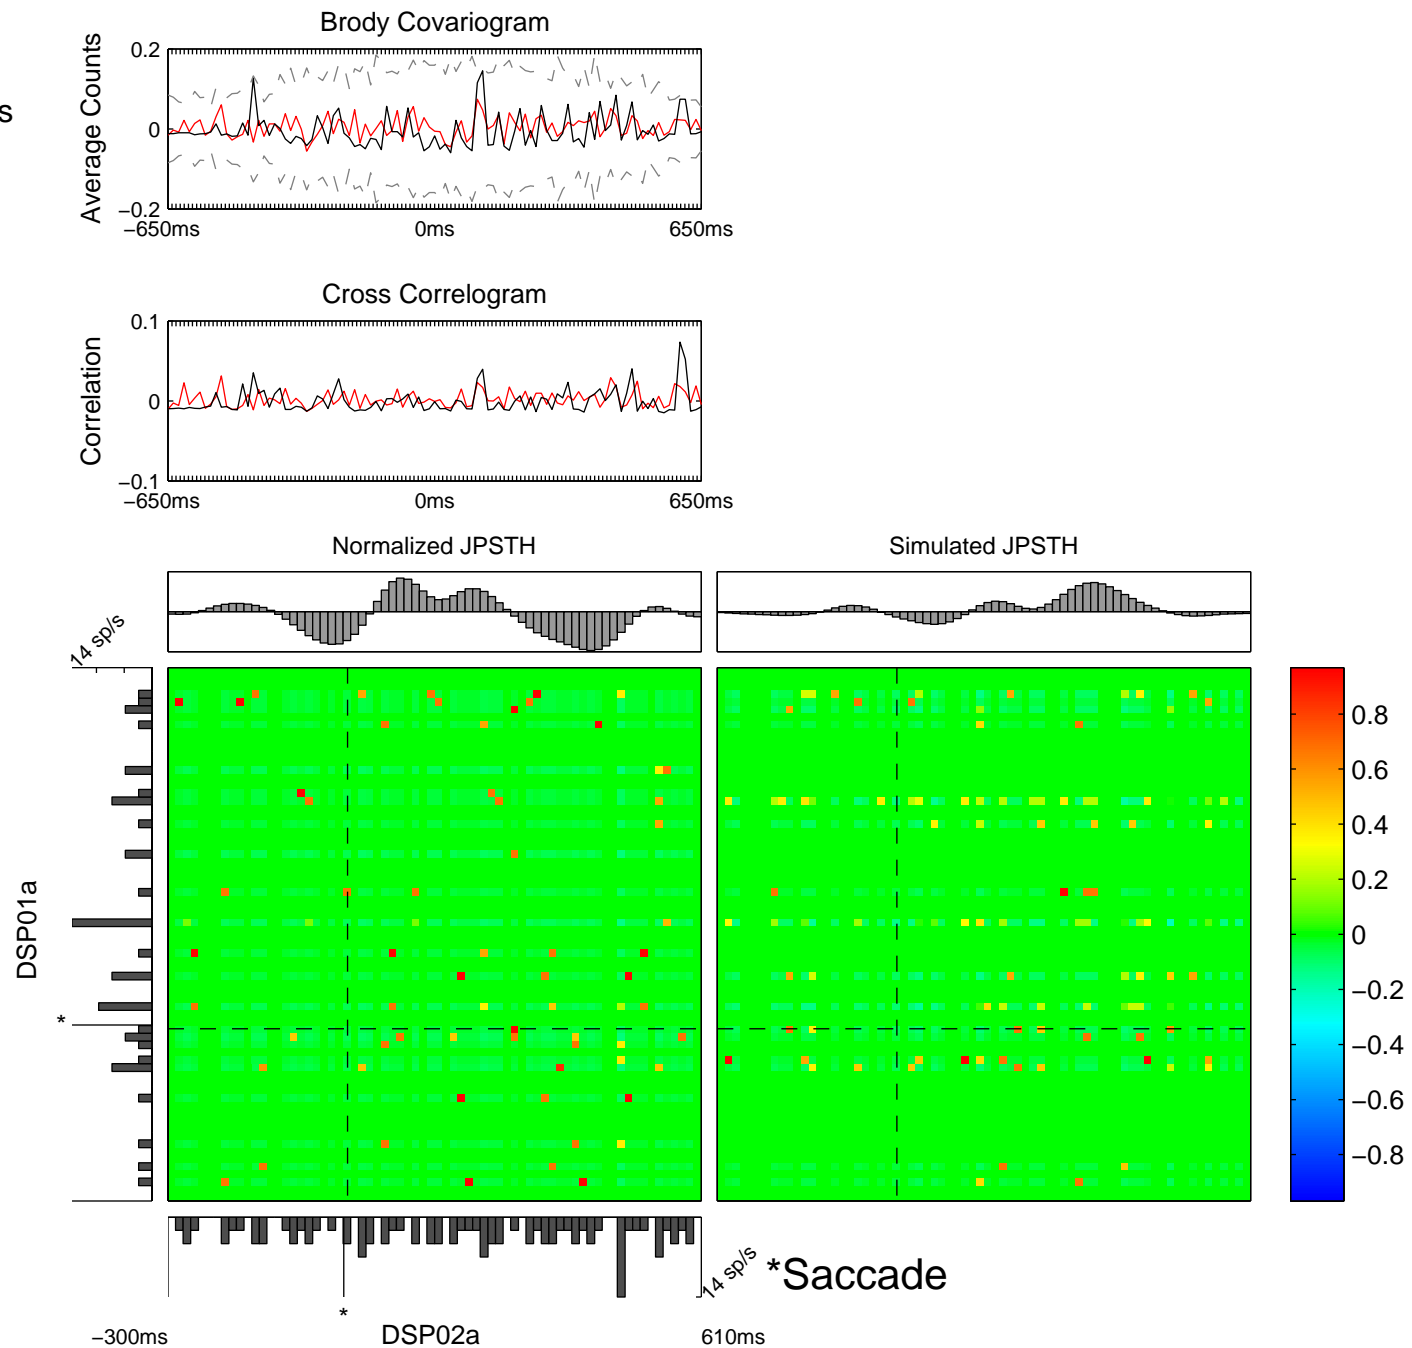 Brody Covariogram
s
Average Counts
0.2
0
−0.2
−650ms
0ms
650ms
Cross Correlogram
Correlation
0.1
0
−0.1
−650ms
0ms
650ms
Normalized JPSTH
Simulated JPSTH
14 sp/s
DSP01a
*
0.8
0.6
0.4
0.2
0
−0.2
−0.4
−0.6
−0.8
14 sp/s
*Saccade
*
−300ms
DSP02a
610ms